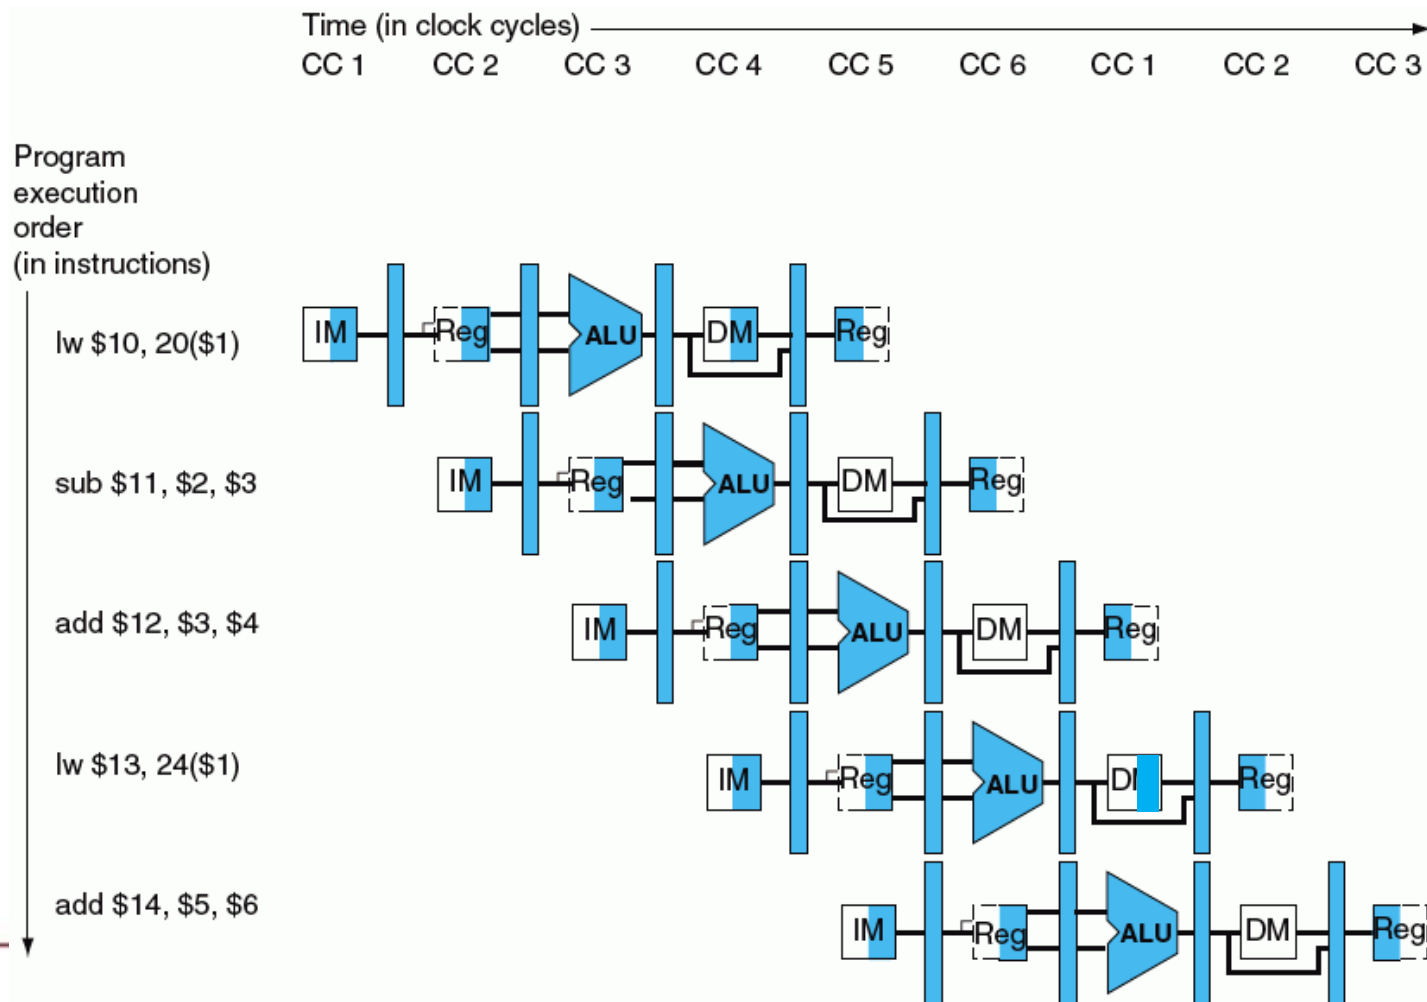 Time (in clock cycles)
CC 1 CC 2 CC 3 CC 4 CC 5 CC 6 CC 1 CC 2 CC 3
Program
execution
order
(in instructions)
lw $10, 20($1)
IM Reg ALU DM Reg
sub $11, $2, $3
IM Reg ALU DM Reg
add $12, $3, $4
IM Reg ALU DM Reg
lw $13, 24($1)
IM Reg ALU Reg
add $14, $5, $6
IM Reg ALU DM Reg